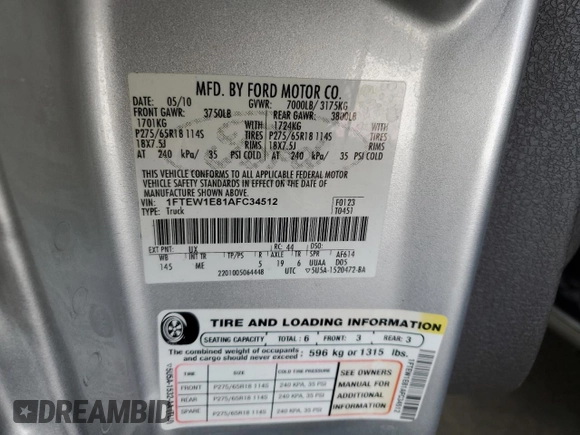 MFD. BY FORD MOTOR CO.
DATE: 05/10 GVWR: 7000LB/ 3175KG
FRONT GAWR: 3750LB REAR GAWR: 3800LB
1701KG 1724KG
P275/65R18 114S TIRES P275/65R18 114S TIRES
18X7.5J RIMS 18X7.5J RIMS
AT 240 kPa/ 35 PSI COLD AT 240 kPa/ 35 PSI COLD
THIS VEHICLE CONFORMS TO ALL APPLICABLE FEDERAL MOTOR
VEHICLE SAFETY STANDARDS IN EFFECT ON THE DATE OF
MANUFACTURE SHOWN ABOVE.
VIN: 1FTEW1E81AFC34512 F0123
TYPE: Truck T0451
EXT PNT: UX RC: 44 DSO:
WB INT TR TP/PS R AXLE TR SPR AF614
145 ME 5 19 6 UUAA D05
2201005064448 UTC ▽5U5A-1520472-BA
TIRE AND LOADING INFORMATION
SEATING CAPACITY TOTAL: 6 FRONT: 3 REAR: 3
The combined weight of occupants and cargo should never exceed: 596 kg or 1315 lbs.
TIRE SIZE COLD TIRE PRESSURE
FRONT P275/65R18 114S 240 KPA, 35 PSI
REAR P275/65R18 114S 240 KPA, 35 PSI
SPARE P275/65R18 114S 240 KPA, 35 PSI
SEE OWNERS
MANUAL FOR
ADDITIONAL
INFORMATION
AUTOBIDMASTER